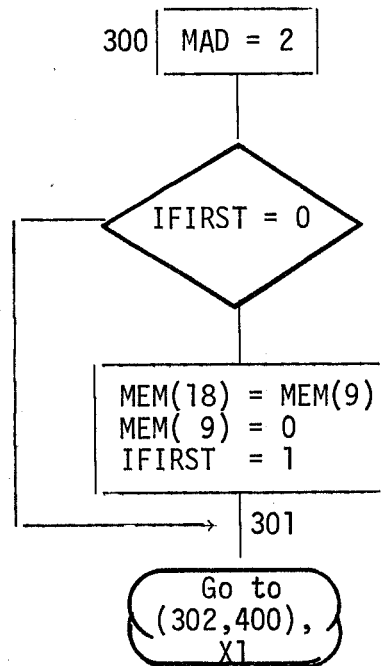 300 MAD = 2
IFIRST = 0
MEM(18) = MEM(9)
MEM( 9) = 0
IFIRST = 1
301
Go to
(302,400),
X1